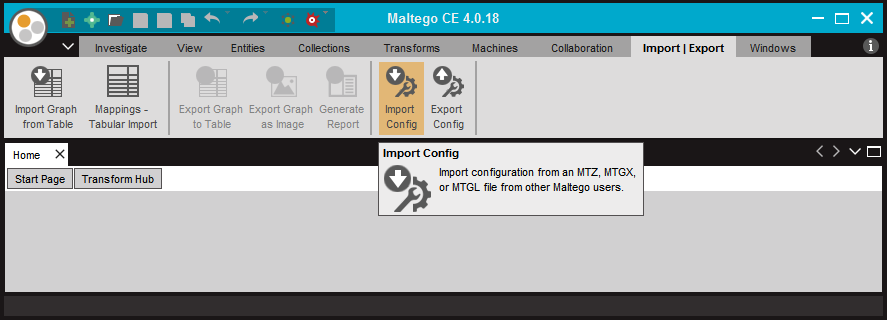 Maltego CE 4.0.18
Investigate View Entities Collections Transforms Machines Collaboration Import | Export Windows
Import Graph from Table
Mappings - Tabular Import
Export Graph to Table
Export Graph as Image
Generate Report
Import Config
Export Config
Home
Import Config
Start Page Transform Hub
Import configuration from an MTZ, MTGX,
or MTGL file from other Maltego users.